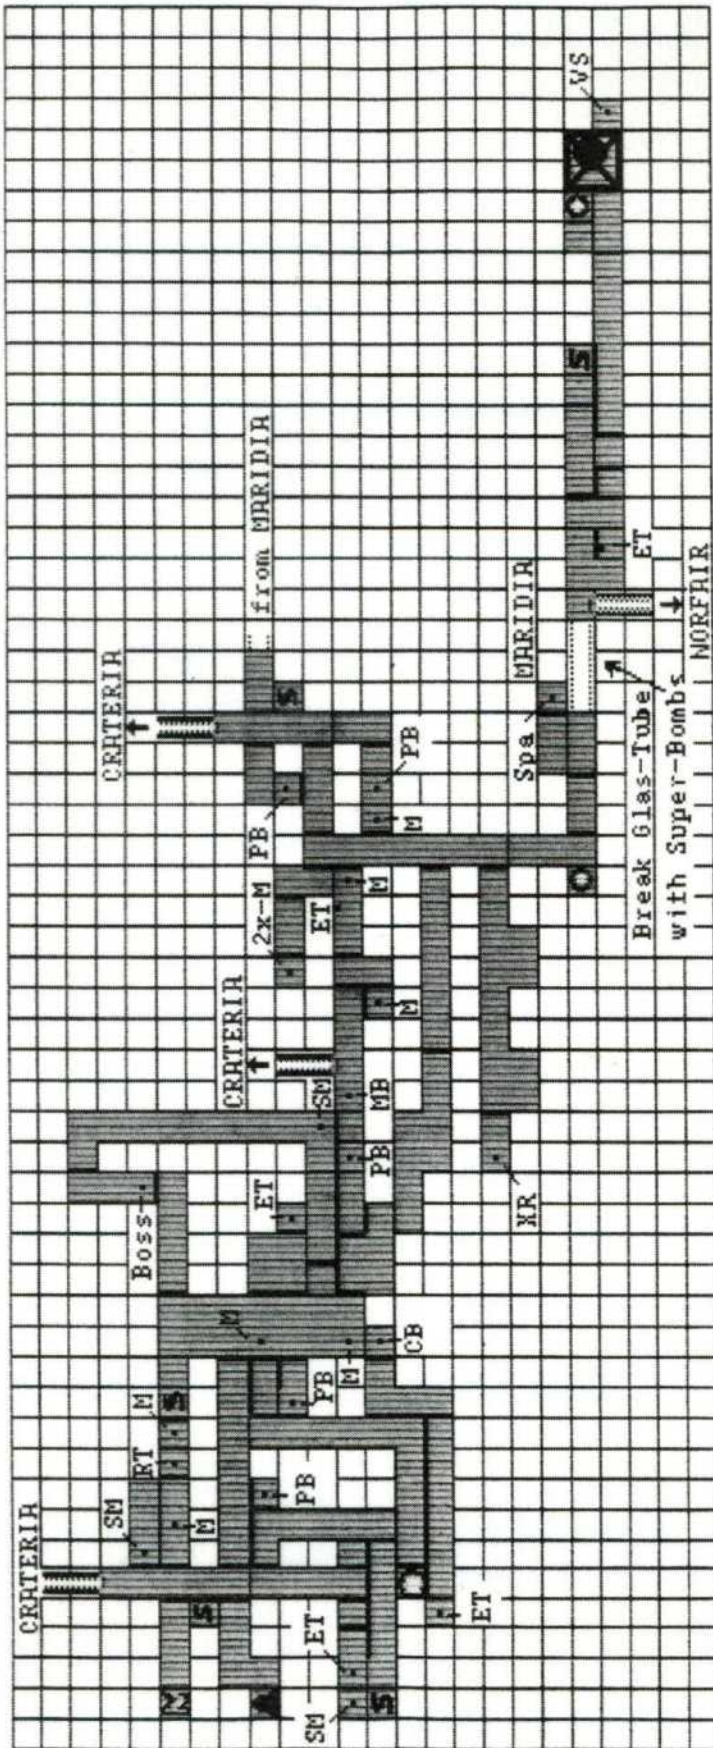 CRATERIA
SM
RT
M
S
Boss
M
S
M
ET
SM
ET
S
M
PB
PB
M
CB
ET
ET
SM
CRATERIA
PB
MB
M
XR
2x-M
ET
M
PB
CRATERIA
S
from MARIDIA
PB
M
Spa
MARIDIA
Break Glas-Tube
with Super-Bombs
NORFAIR
ET
S
VS